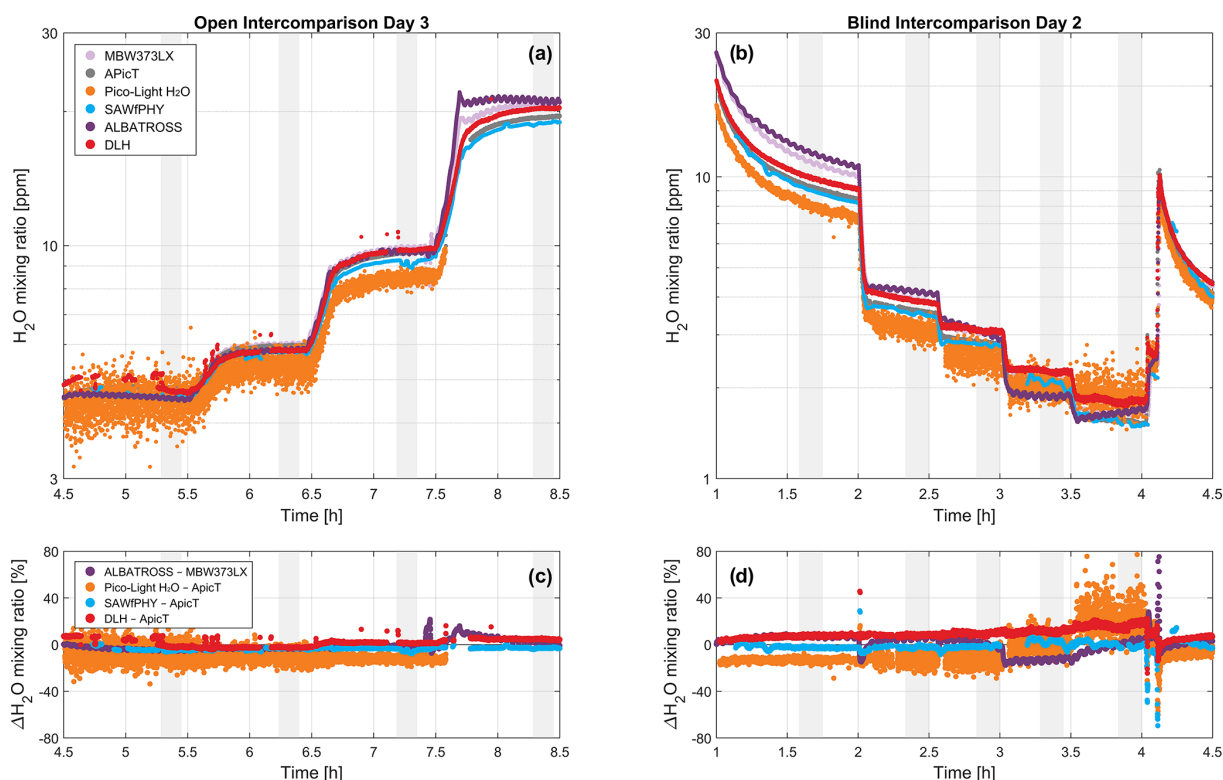 Open Intercomparison Day 3
30
10
3
H₂O mixing ratio [ppm]
(a)
MBW373LX
APicT
Pico-Light H₂O
SAWfPHY
ALBATROSS
DLH
4.5 5 5.5 6 6.5 7 7.5 8 8.5
Time [h]
Blind Intercomparison Day 2
30
10
1
H₂O mixing ratio [ppm]
(b)
1 1.5 2 2.5 3 3.5 4 4.5
Time [h]
80
40
0
-40
-80
ΔH₂O mixing ratio [%]
(c)
ALBATROSS – MBW373LX
Pico-Light H₂O – ApicT
SAWfPHY – ApicT
DLH – ApicT
4.5 5 5.5 6 6.5 7 7.5 8 8.5
Time [h]
80
40
0
-40
-80
ΔH₂O mixing ratio [%]
(d)
1 1.5 2 2.5 3 3.5 4 4.5
Time [h]